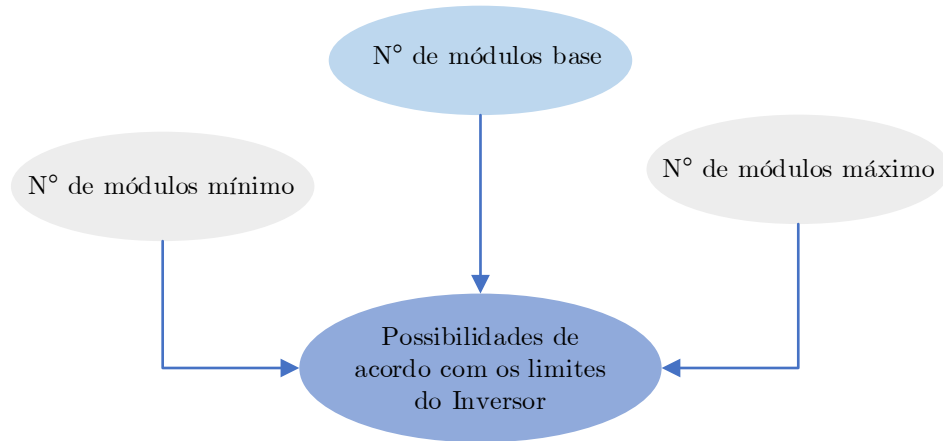 N° de módulos base
N° de módulos mínimo
N° de módulos máximo
Possibilidades de
acordo com os limites
do Inversor